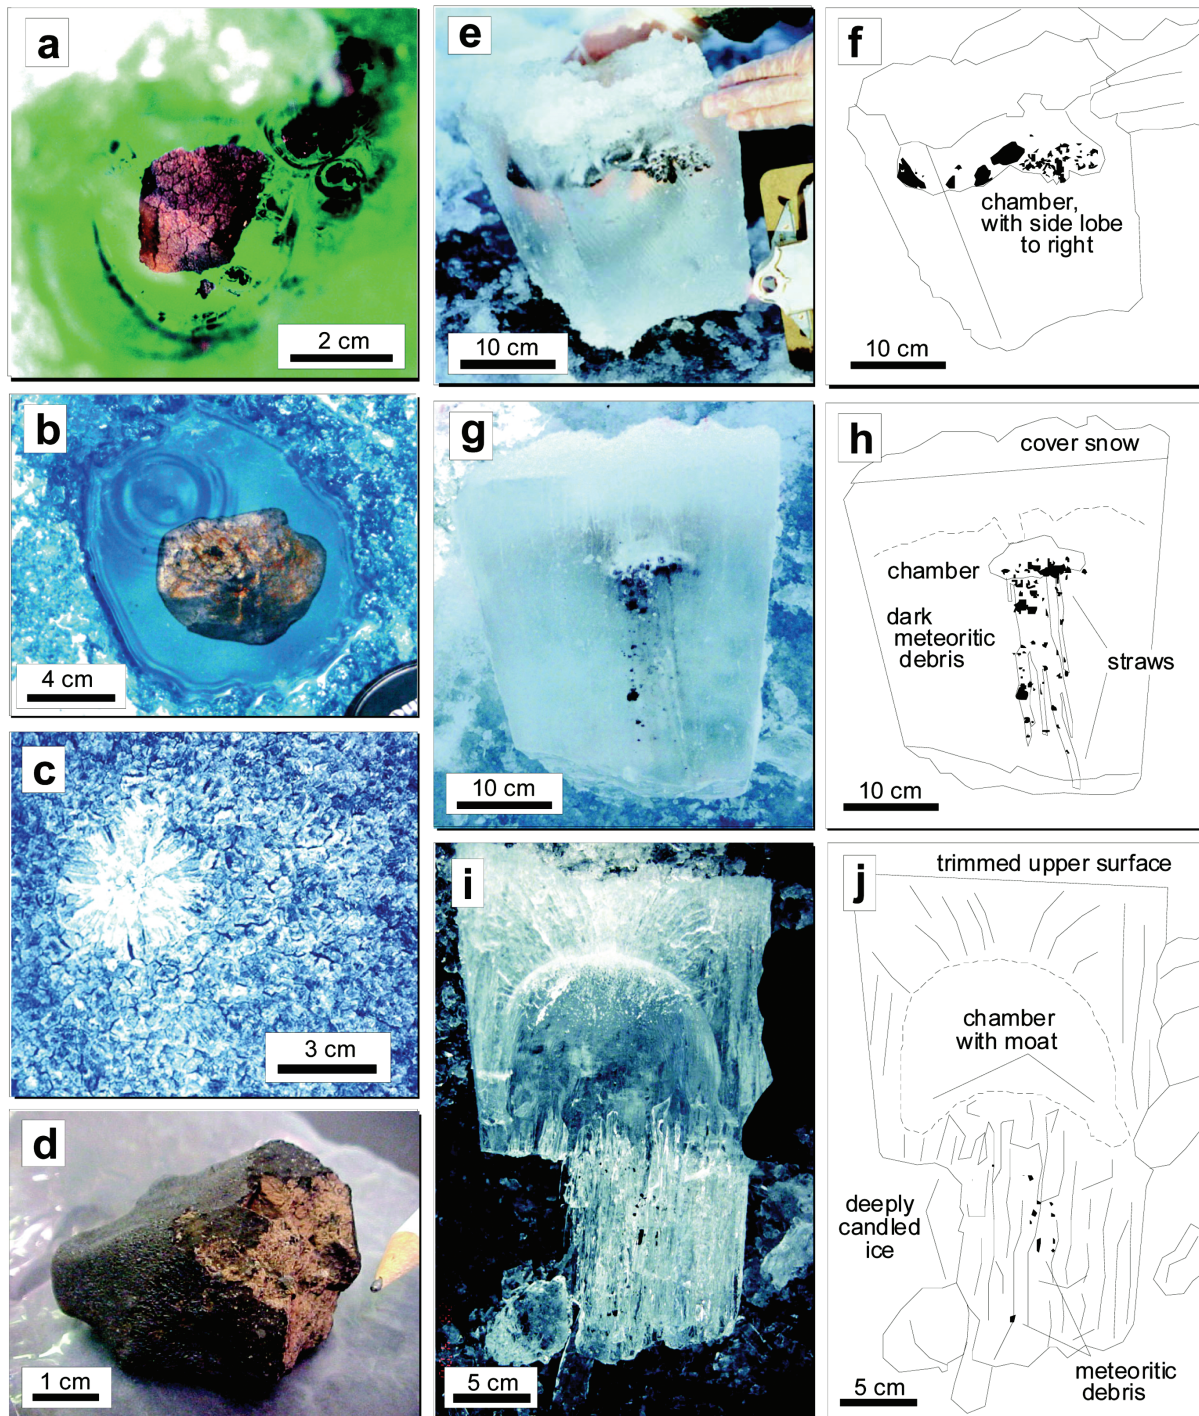 a
2 cm
b
4 cm
c
3 cm
d
1 cm
e
10 cm
f
chamber,
with side lobe
to right
10 cm
g
10 cm
h
cover snow
chamber
dark
meteoritic
debris
straws
10 cm
i
5 cm
j
trimmed upper surface
chamber
with moat
deeply
candled
ice
meteoritic
debris
5 cm